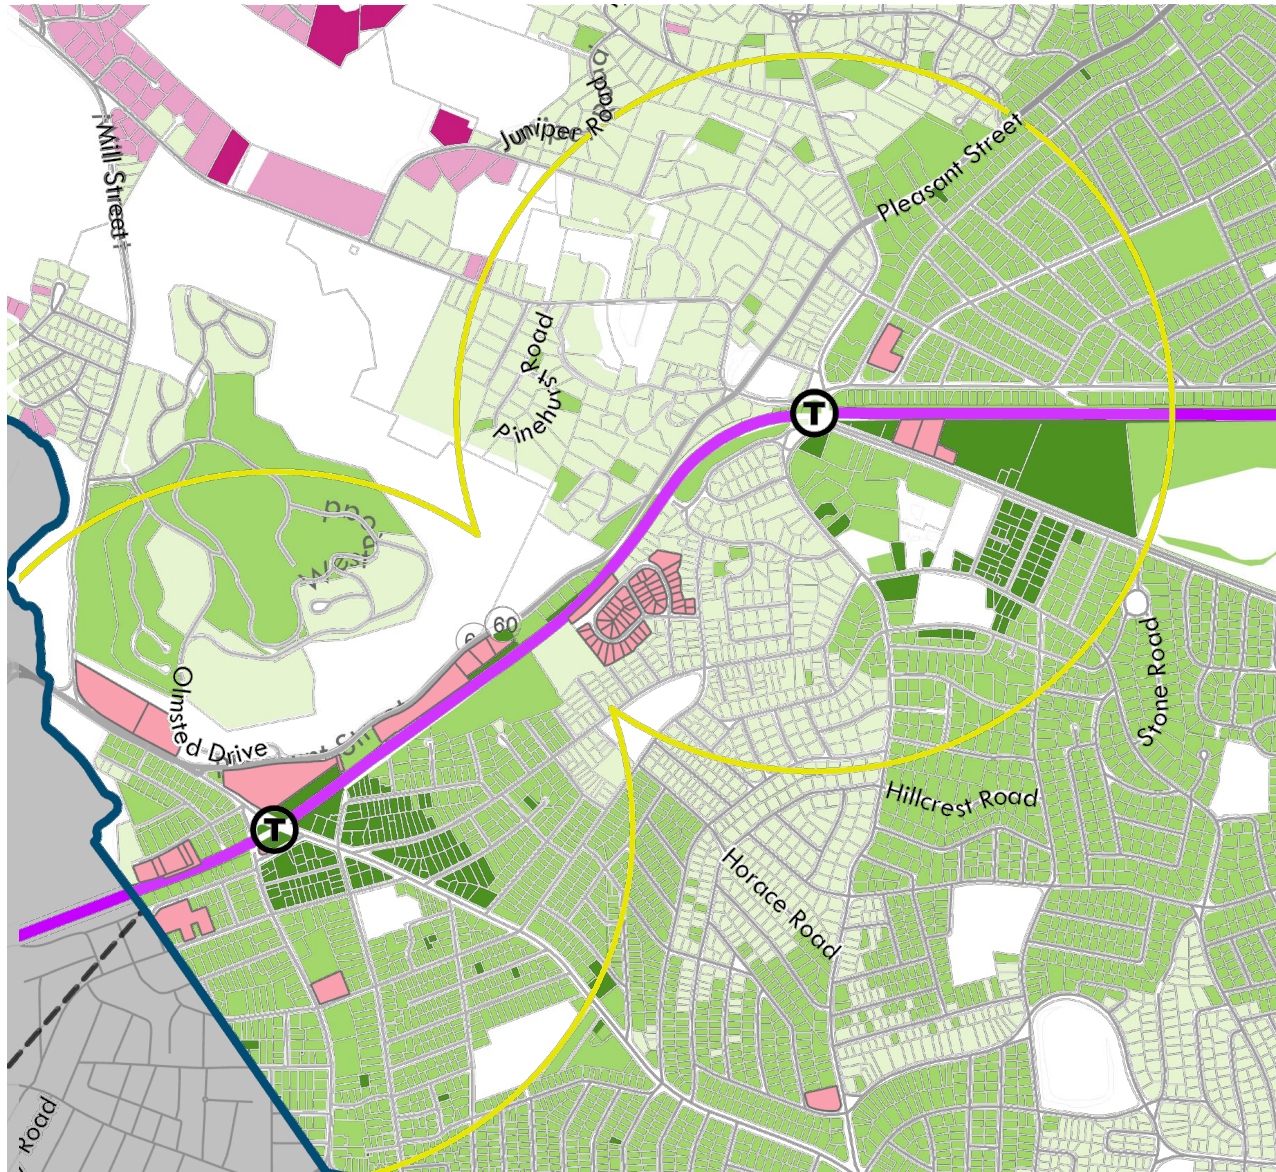 Juniper Road
Mill Street
Pleasant Street
Pinehurst Road
T
60
Olmsted Drive
Stone Road
T
Hillcrest Road
Horace Road
Road